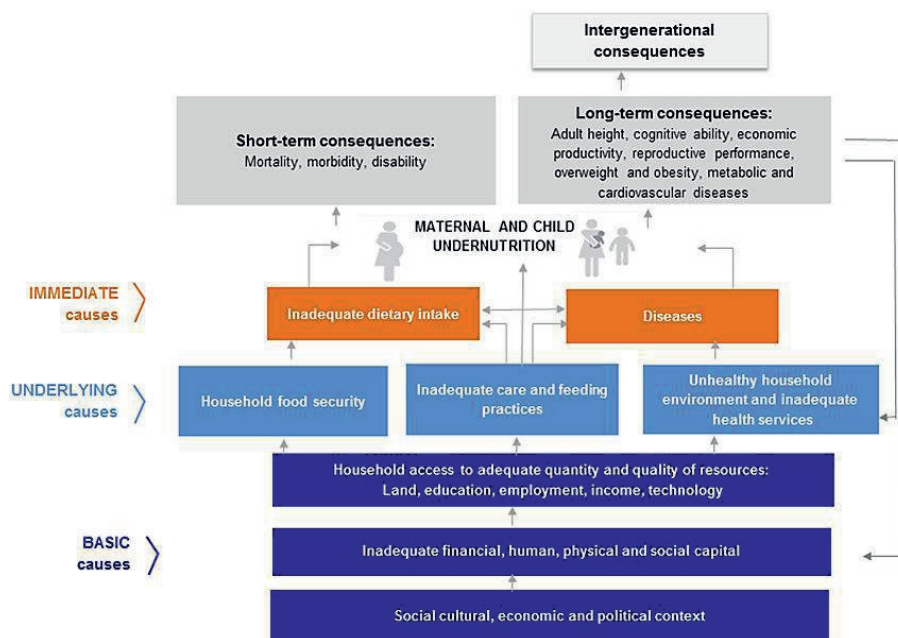 Intergenerational
consequences
Short-term consequences:
Mortality, morbidity, disability
Long-term consequences:
Adult height, cognitive ability, economic
productivity, reproductive performance,
overweight and obesity, metabolic and
cardiovascular diseases
MATERNAL AND CHILD
UNDERNUTRITION
IMMEDIATE
causes
Inadequate dietary intake
Diseases
UNDERLYING
causes
Household food security
Inadequate care and feeding
practices
Unhealthy household
environment and inadequate
health services
Household access to adequate quantity and quality of resources:
Land, education, employment, income, technology
BASIC
causes
Inadequate financial, human, physical and social capital
Social cultural, economic and political context